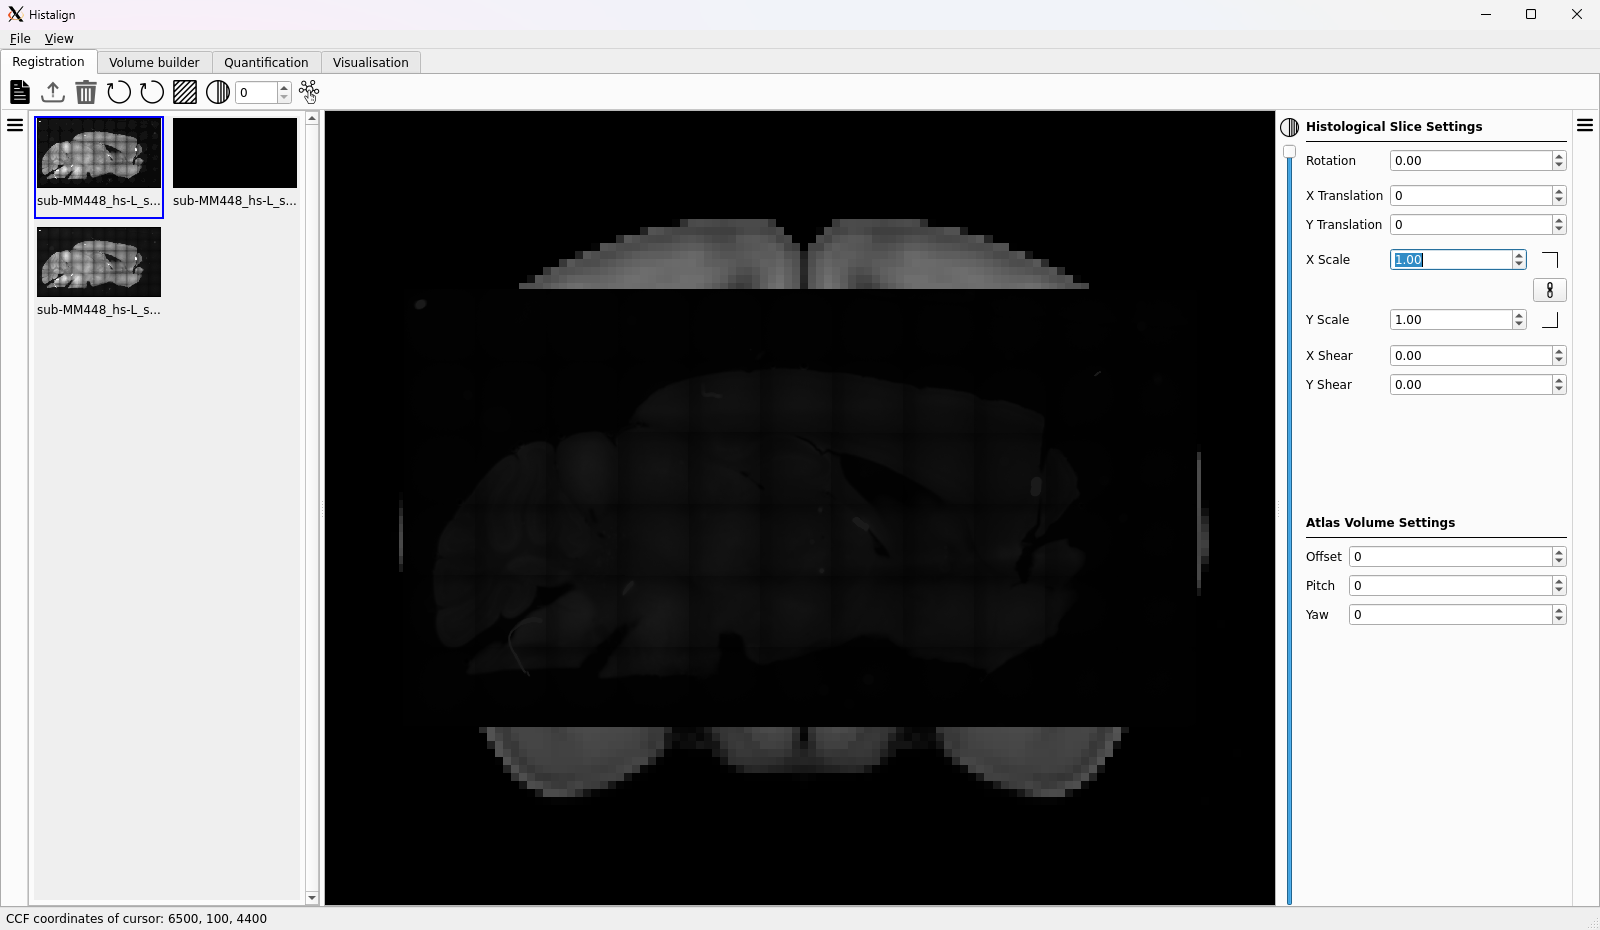 Histalign
File View
Registration Volume builder Quantification Visualisation
0
sub-MM448_hs-L_s... sub-MM448_hs-L_s...
sub-MM448_hs-L_s...
Histological Slice Settings
Rotation 0.00
X Translation 0
Y Translation 0
X Scale 1.00
Y Scale 1.00
X Shear 0.00
Y Shear 0.00
Atlas Volume Settings
Offset 0
Pitch 0
Yaw 0
CCF coordinates of cursor: 6500, 100, 4400